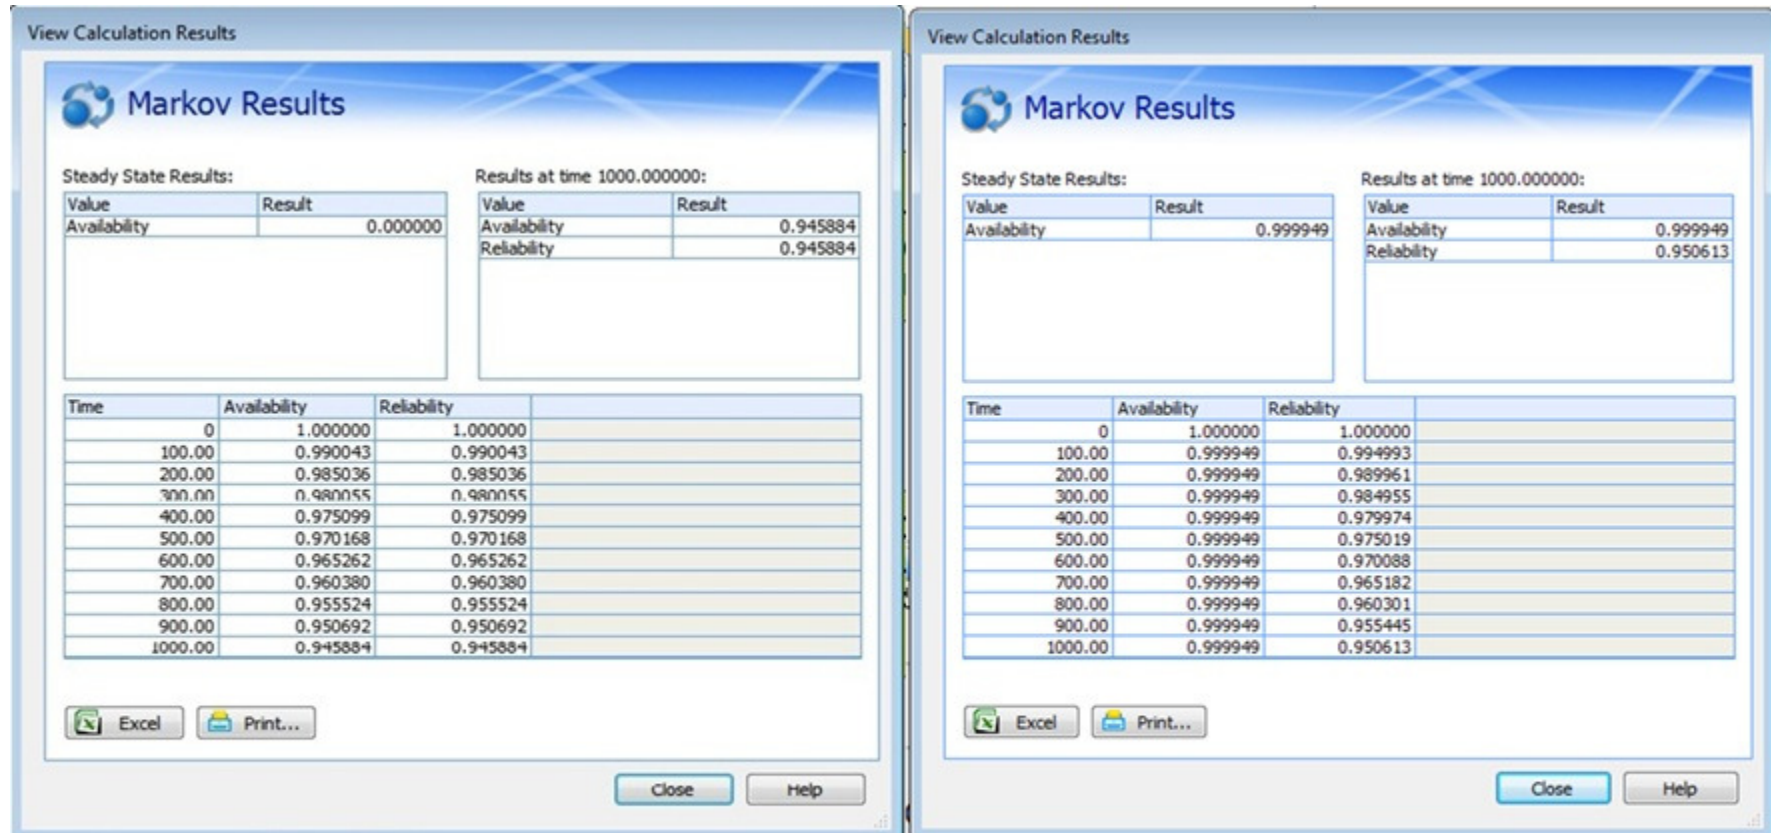 View Calculation Results
Markov Results
Steady State Results:
Results at time 1000.000000:
Value Result
Availability 0.000000
Value Result
Availability 0.945884
Reliability 0.945884
Time Availability Reliability
0 1.000000 1.000000
100.00 0.990043 0.990043
200.00 0.985036 0.985036
300.00 0.980055 0.980055
400.00 0.975099 0.975099
500.00 0.970168 0.970168
600.00 0.965262 0.965262
700.00 0.960380 0.960380
800.00 0.955524 0.955524
900.00 0.950692 0.950692
1000.00 0.945884 0.945884
Excel Print...
Close Help
View Calculation Results
Markov Results
Steady State Results:
Results at time 1000.000000:
Value Result
Availability 0.999949
Value Result
Availability 0.999949
Reliability 0.950613
Time Availability Reliability
0 1.000000 1.000000
100.00 0.999949 0.994993
200.00 0.999949 0.989961
300.00 0.999949 0.984955
400.00 0.999949 0.979974
500.00 0.999949 0.975019
600.00 0.999949 0.970088
700.00 0.999949 0.965182
800.00 0.999949 0.960301
900.00 0.999949 0.955445
1000.00 0.999949 0.950613
Excel Print...
Close Help